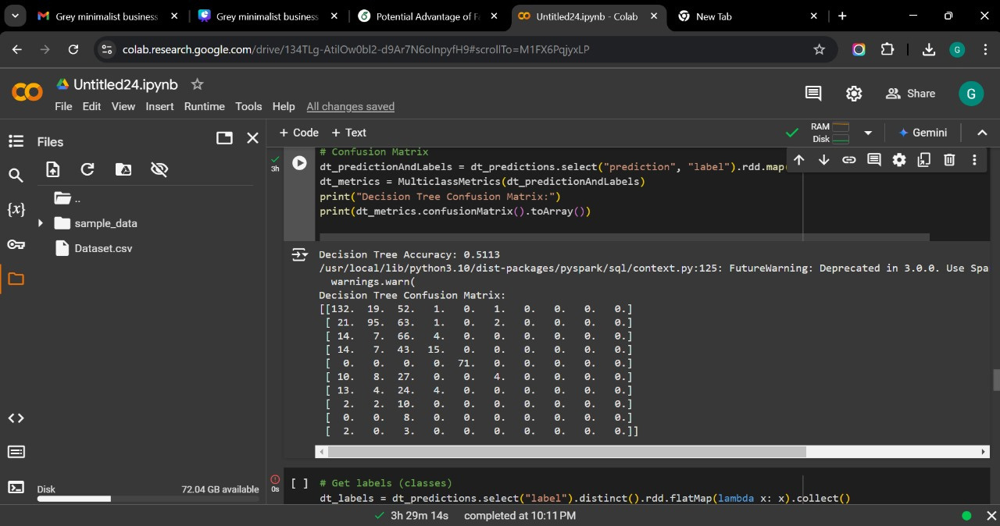 Grey minimalist business
Grey minimalist business
Potential Advantage of F
Untitled24.ipynb - Colab
New Tab
colab.research.google.com/drive/134TLg-AtilOw0bl2-d9Ar7N6oInpyfH9#scrollTo=M1FX6PqjyxLP
G
Untitled24.ipynb
File Edit View Insert Runtime Tools Help All changes saved
Share
G
Files
+ Code + Text
RAM
Disk
Gemini
..
sample_data
Dataset.csv
{x}
Disk
72.04 GB available
3h
# Confusion Matrix
dt_predictionAndLabels = dt_predictions.select("prediction", "label").rdd.map(
dt_metrics = MulticlassMetrics(dt_predictionAndLabels)
print("Decision Tree Confusion Matrix:")
print(dt_metrics.confusionMatrix().toArray())
Decision Tree Accuracy: 0.5113
/usr/local/lib/python3.10/dist-packages/pyspark/sql/context.py:125: FutureWarning: Deprecated in 3.0.0. Use Spa
warnings.warn(
Decision Tree Confusion Matrix:
[[132. 19. 52. 1. 0. 1. 0. 0. 0. 0.]
[ 21. 95. 63. 1. 0. 2. 0. 0. 0. 0.]
[ 14. 7. 66. 4. 0. 0. 0. 0. 0. 0.]
[ 14. 7. 43. 15. 0. 0. 0. 0. 0. 0.]
[ 0. 0. 0. 0. 71. 0. 0. 0. 0. 0.]
[ 10. 8. 27. 0. 0. 4. 0. 0. 0. 0.]
[ 13. 4. 24. 4. 0. 0. 0. 0. 0. 0.]
[ 2. 2. 10. 0. 0. 0. 0. 0. 0. 0.]
[ 0. 0. 8. 0. 0. 0. 0. 0. 0. 0.]
[ 2. 0. 3. 0. 0. 0. 0. 0. 0. 0.]]
0s
[ ]
# Get labels (classes)
dt_labels = dt_predictions.select("label").distinct().rdd.flatMap(lambda x: x).collect()
3h 29m 14s completed at 10:11 PM